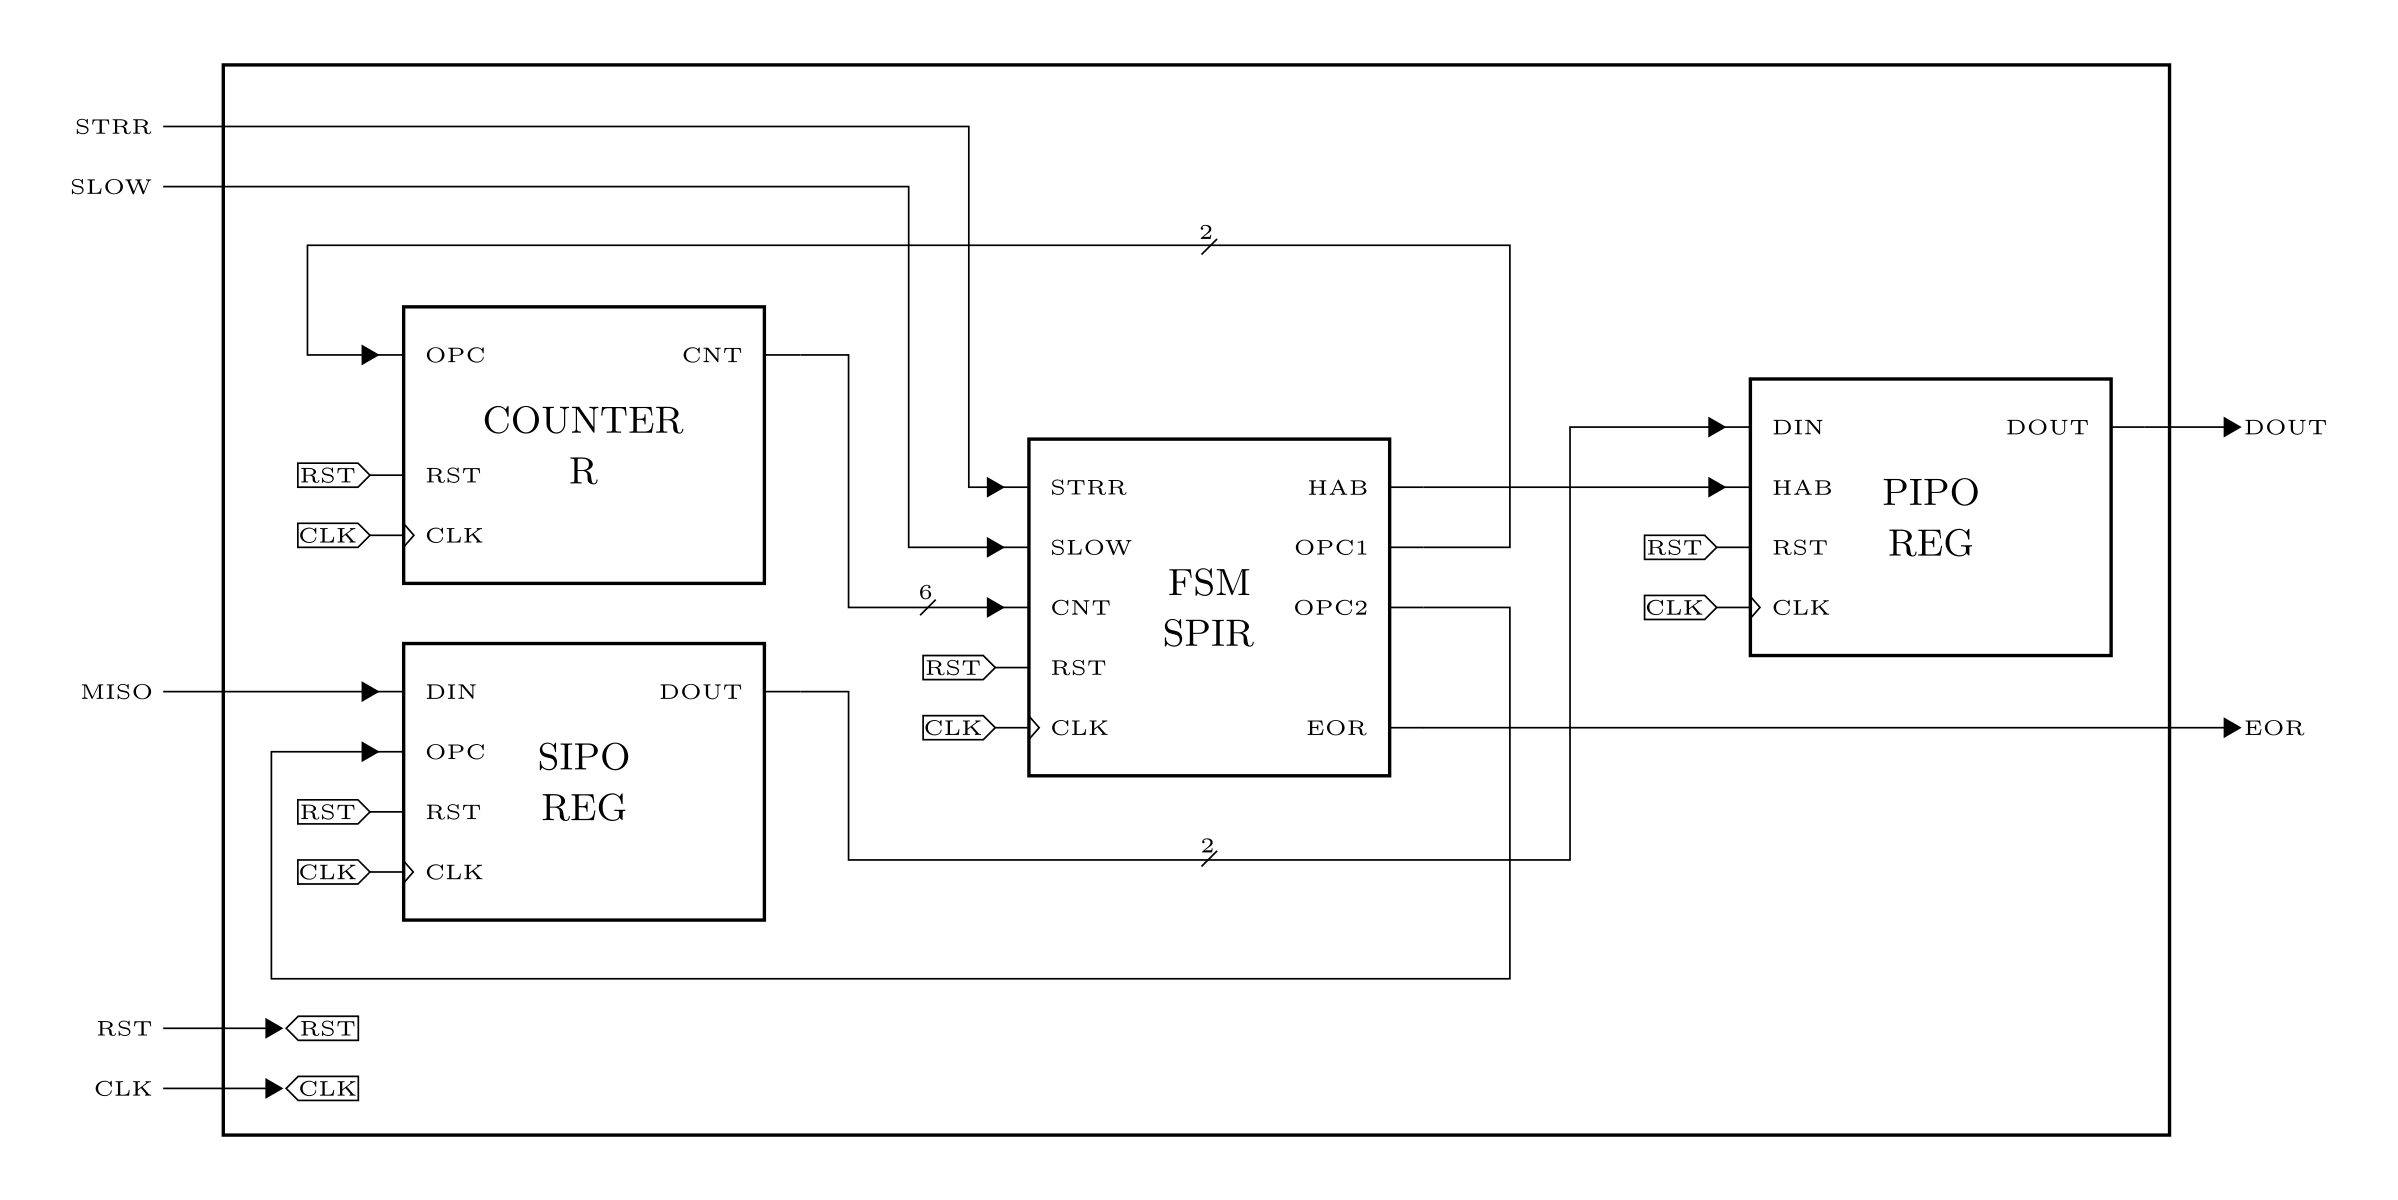 STRR
SLOW
2
OPC
CNT
COUNTER
R
RST
RST
CLK
CLK
STRR
HAB
SLOW
OPC1
FSM
SPIR
6
CNT
OPC2
RST
RST
CLK
CLK
EOR
DIN
DOUT
DOUT
HAB
PIPO
REG
RST
RST
CLK
CLK
EOR
MISO
DIN
DOUT
OPC
SIPO
REG
RST
RST
CLK
CLK
2
RST
RST
CLK
CLK